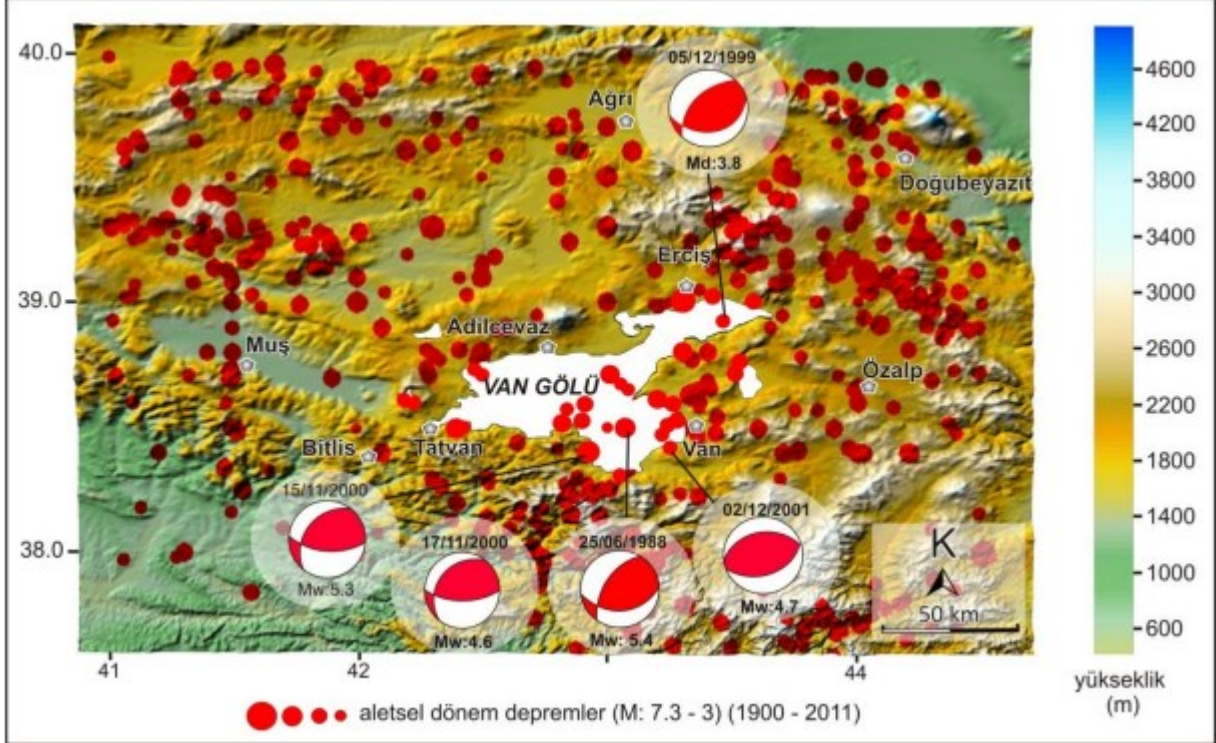 40.0
39.0
38.0
41
42
44
05/12/1999
Md:3.8
Ağrı
Doğubeyazıt
Erciş
Adilcevaz
Muş
VAN GÖLÜ
Özalp
Tatvan
Van
Bitlis
15/11/2000
Mw:5.3
17/11/2000
Mw:4.6
25/06/1988
Mw: 5.4
02/12/2001
Mw:4.7
K
50 km
4600
4200
3800
3400
3000
2600
2200
1800
1400
1000
600
yükseklik
(m)
aletsel dönem depremler (M: 7.3 - 3) (1900 - 2011)